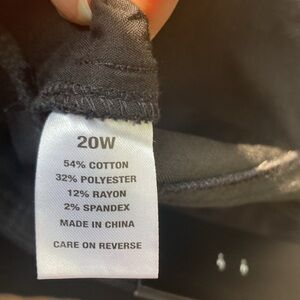 20W
54% COTTON
32% POLYESTER
12% RAYON
2% SPANDEX
MADE IN CHINA
CARE ON REVERSE